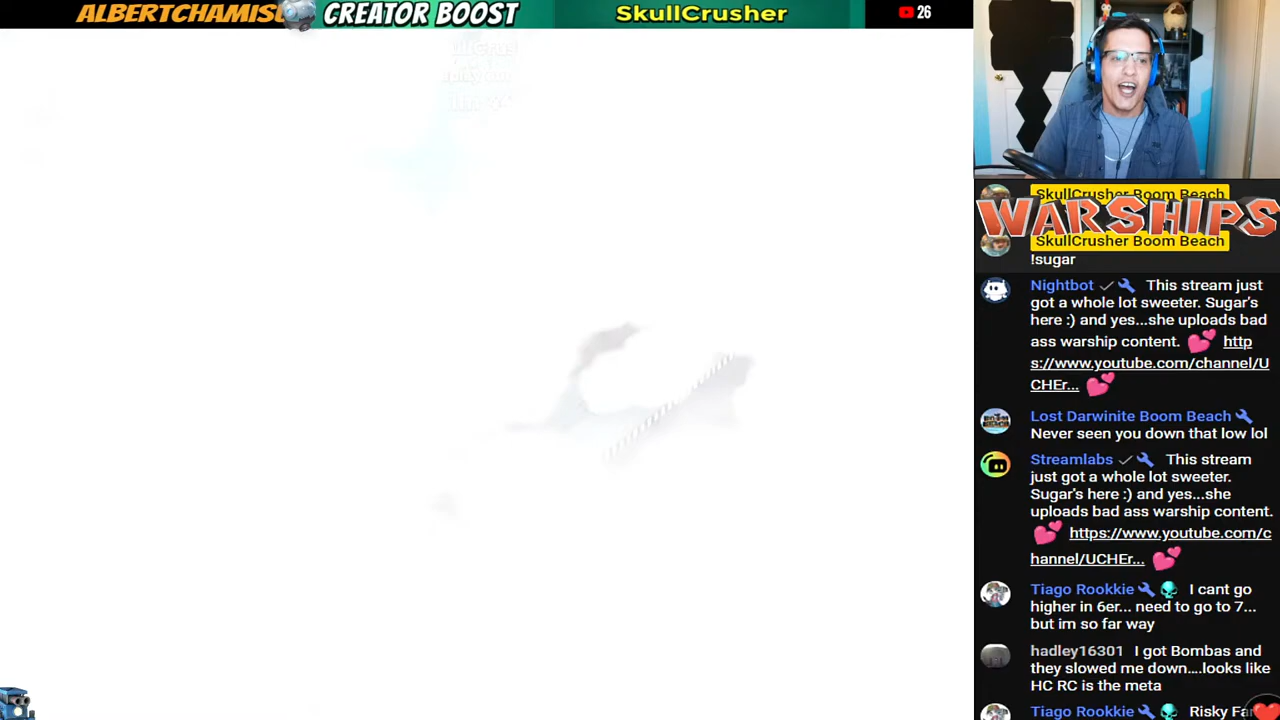 ALBERTCHAMISU
CREATOR BOOST
SkullCrusher
26
SkullCrusher Boom Beach
WARSHIPS
SkullCrusher Boom Beach
!sugar
Nightbot This stream just
got a whole lot sweeter. Sugar's
here :) and yes...she uploads bad
ass warship content. http
s://www.youtube.com/channel/U
CHEr...
Lost Darwinite Boom Beach
Never seen you down that low lol
Streamlabs This stream
just got a whole lot sweeter.
Sugar's here :) and yes...she
uploads bad ass warship content.
https://www.youtube.com/c
hannel/UCHEr...
Tiago Rookkie I cant go
higher in 6er... need to go to 7...
but im so far way
hadley16301 I got Bombas and
they slowed me down....looks like
HC RC is the meta
Tiago Rookkie Risky